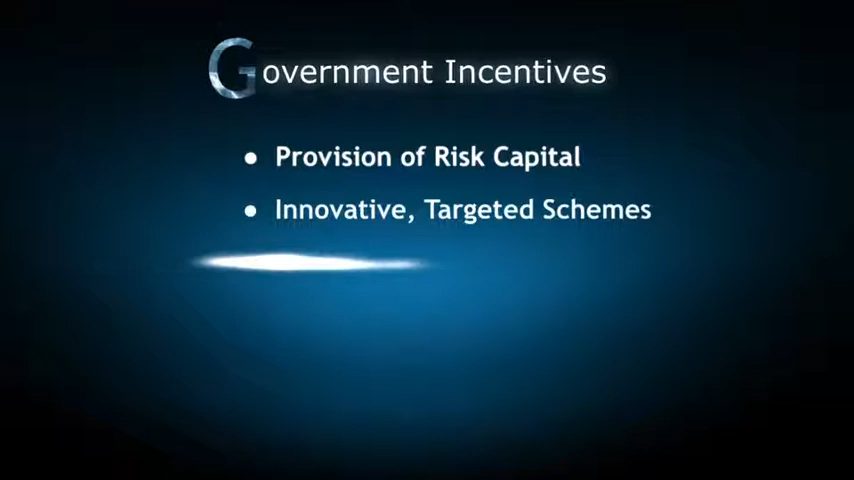 Government Incentives
• Provision of Risk Capital
• Innovative, Targeted Schemes